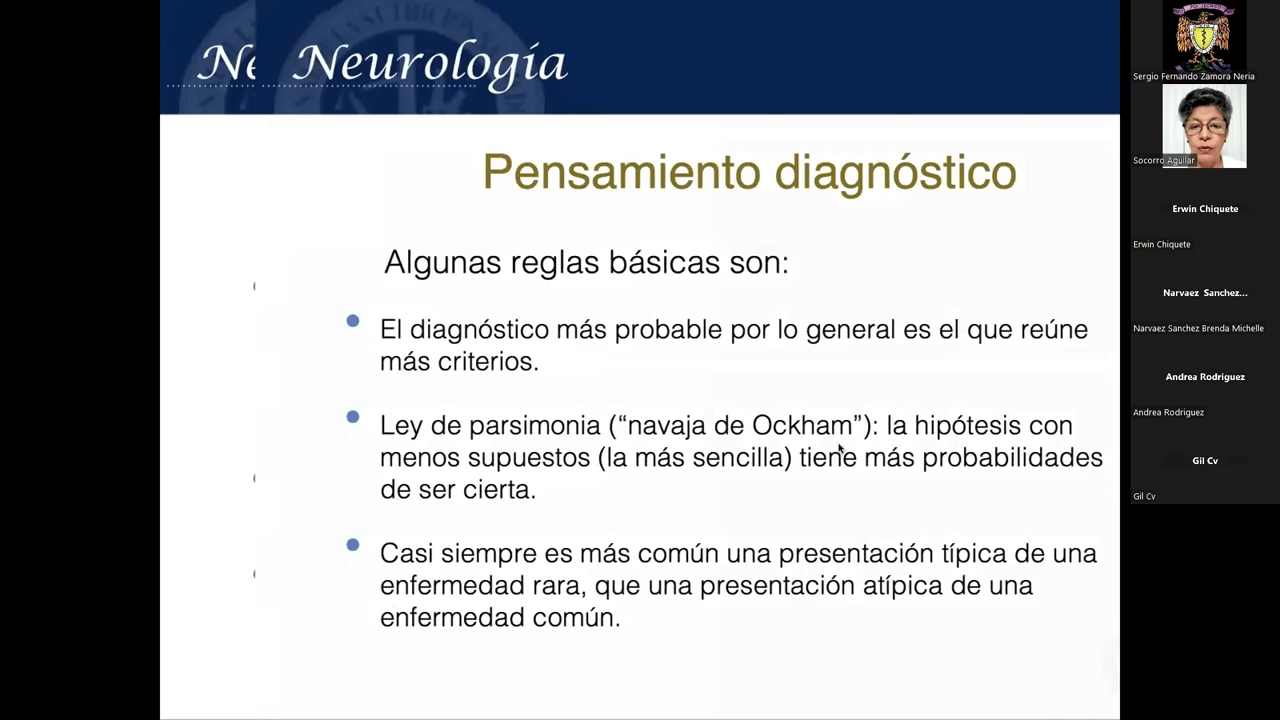 Ne Neurología
Pensamiento diagnóstico
Algunas reglas básicas son:
El diagnóstico más probable por lo general es el que reúne
más criterios.
Ley de parsimonia (“navaja de Ockham”): la hipótesis con
menos supuestos (la más sencilla) tiene más probabilidades
de ser cierta.
Casi siempre es más común una presentación típica de una
enfermedad rara, que una presentación atípica de una
enfermedad común.
Sergio Fernando Zamora Neria
Socorro Aguilar
Erwin Chiquete
Erwin Chiquete
Narvaez Sanchez...
Narvaez Sanchez Brenda Michelle
Andrea Rodriguez
Andrea Rodriguez
Gil Cv
Gil Cv